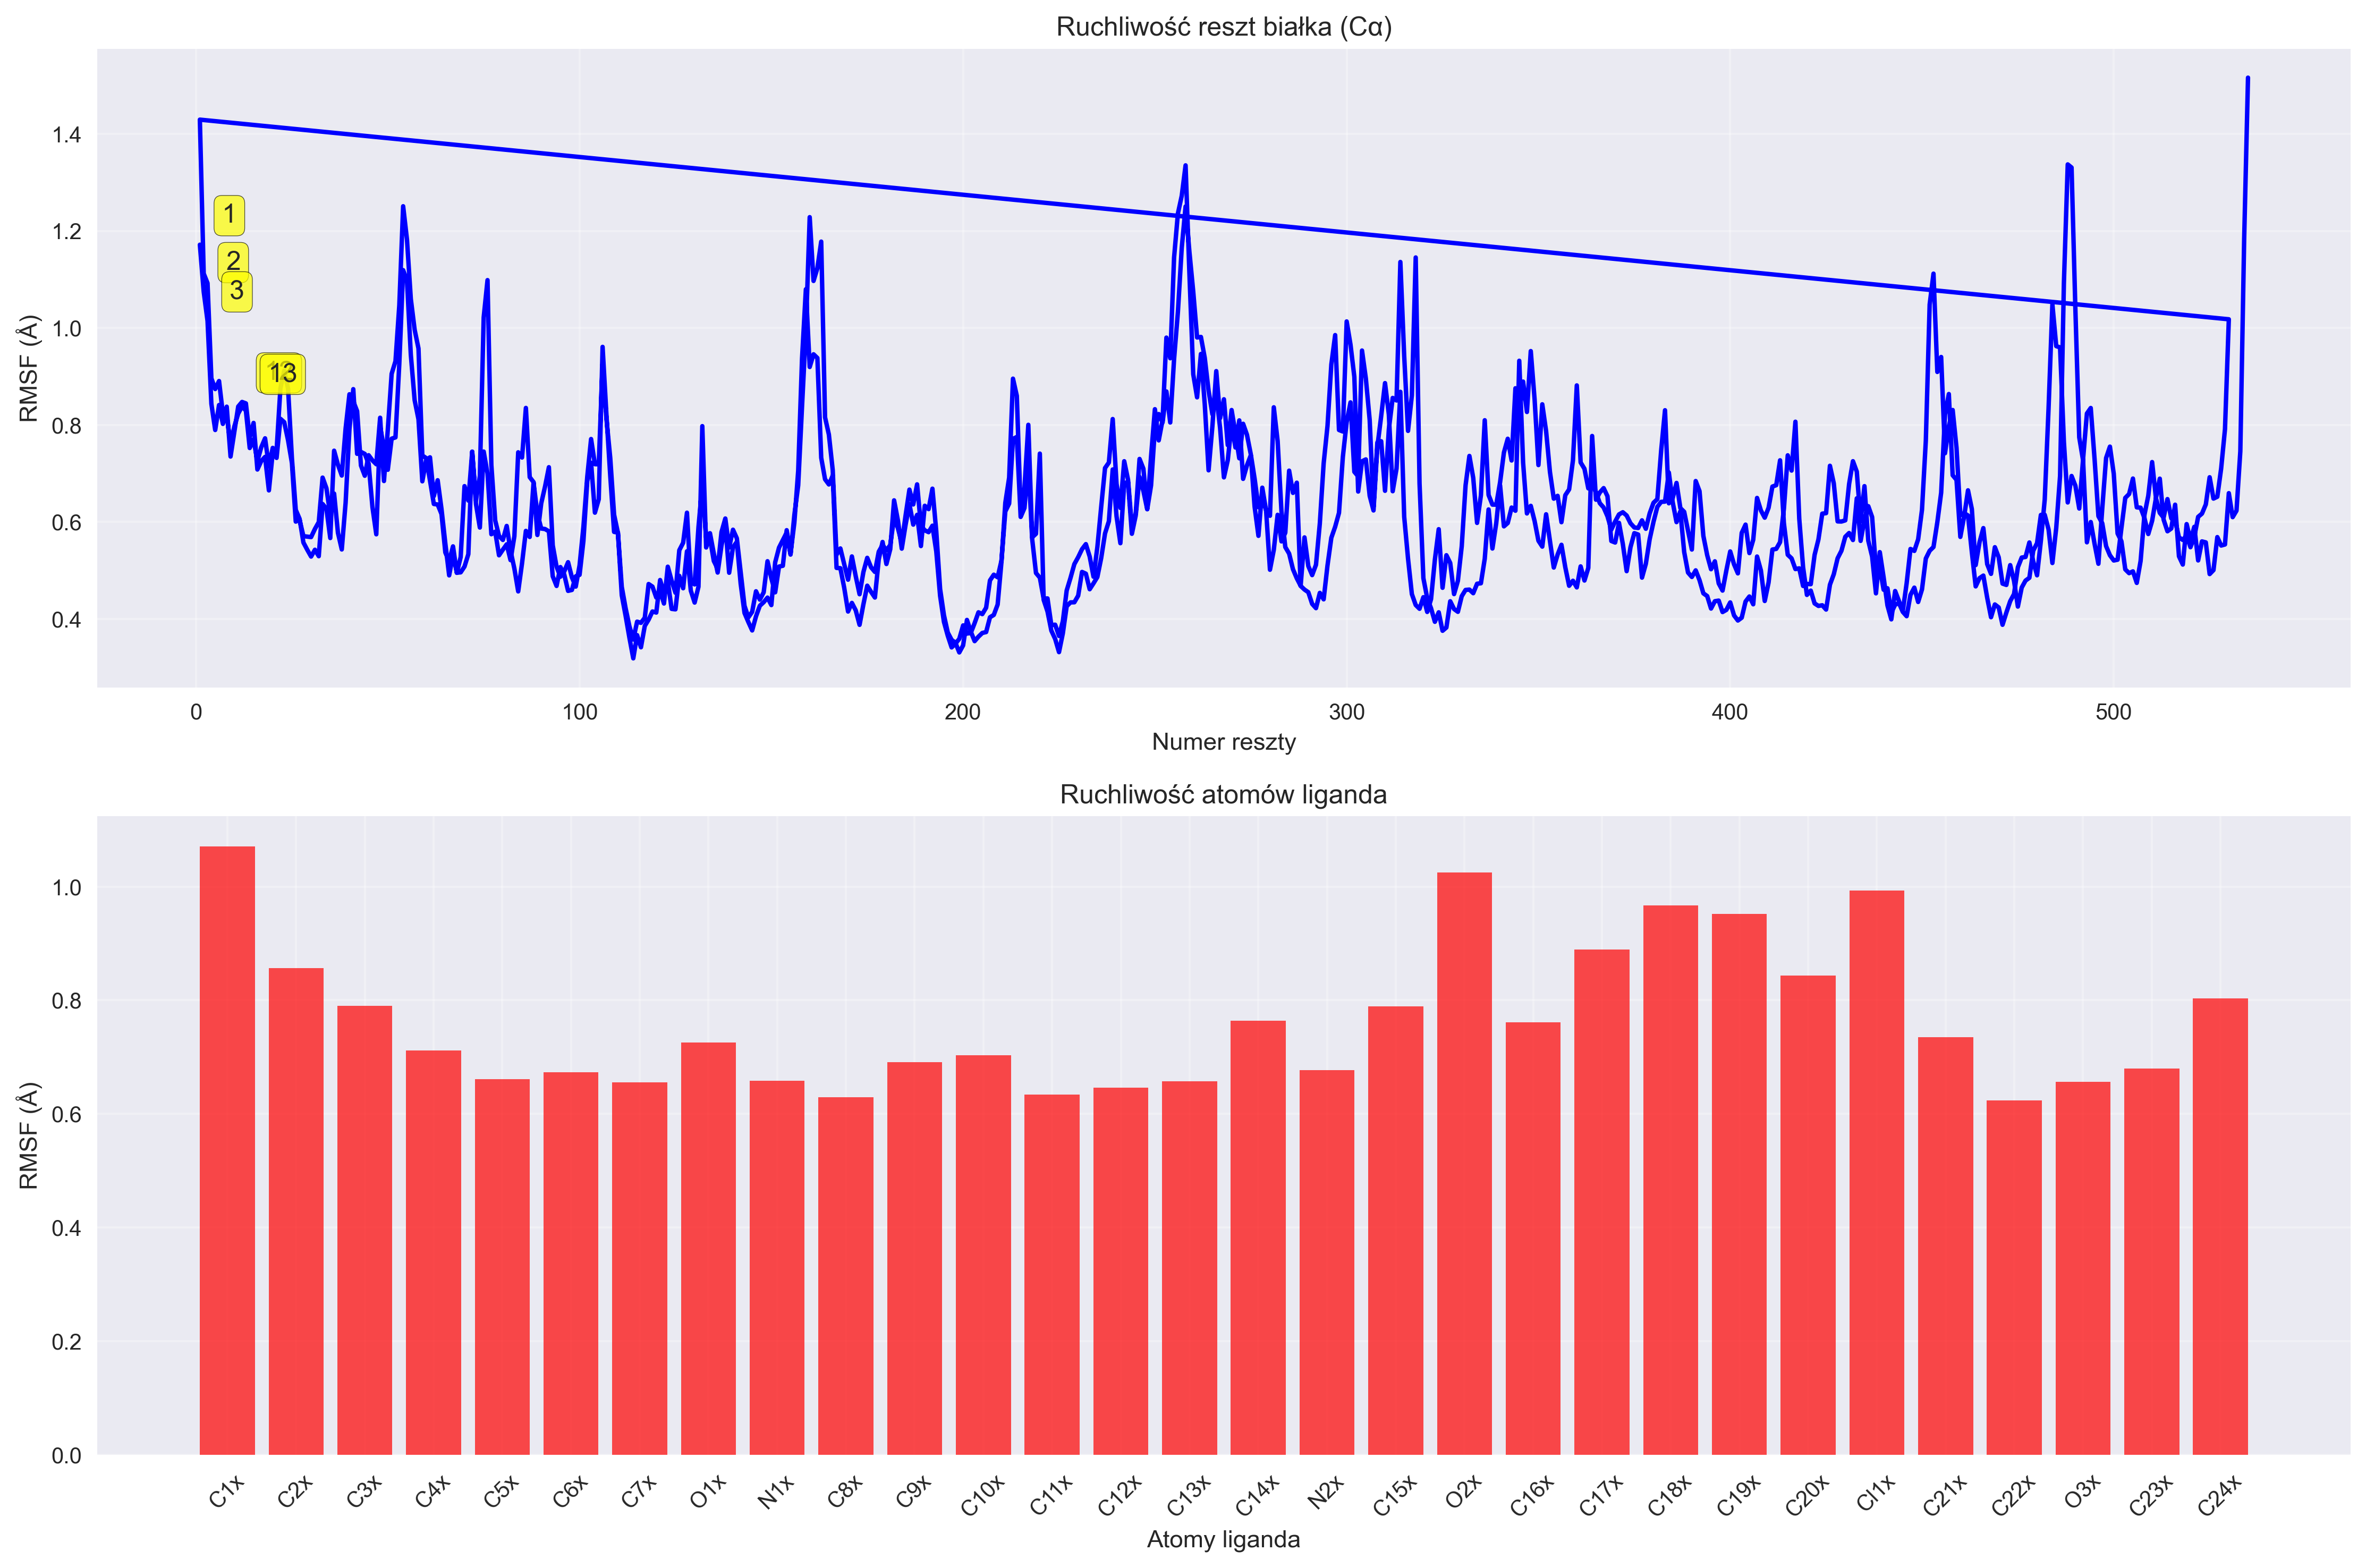 Ruchliwość reszt białka (Cα)
1.4
1.2
1.0
0.8
0.6
0.4
RMSF (Å)
1
2
3
13
0 100 200 300 400 500
Numer reszty
Ruchliwość atomów liganda
1.0
0.8
0.6
0.4
0.2
0.0
RMSF (Å)
C1x C2x C3x C4x C5x C6x C7x O1x N1x C8x C9x C10x C11x C12x C13x C14x N2x C15x O2x C16x C17x C18x C19x C20x Cl1x C21x C22x O3x C23x C24x
Atomy liganda